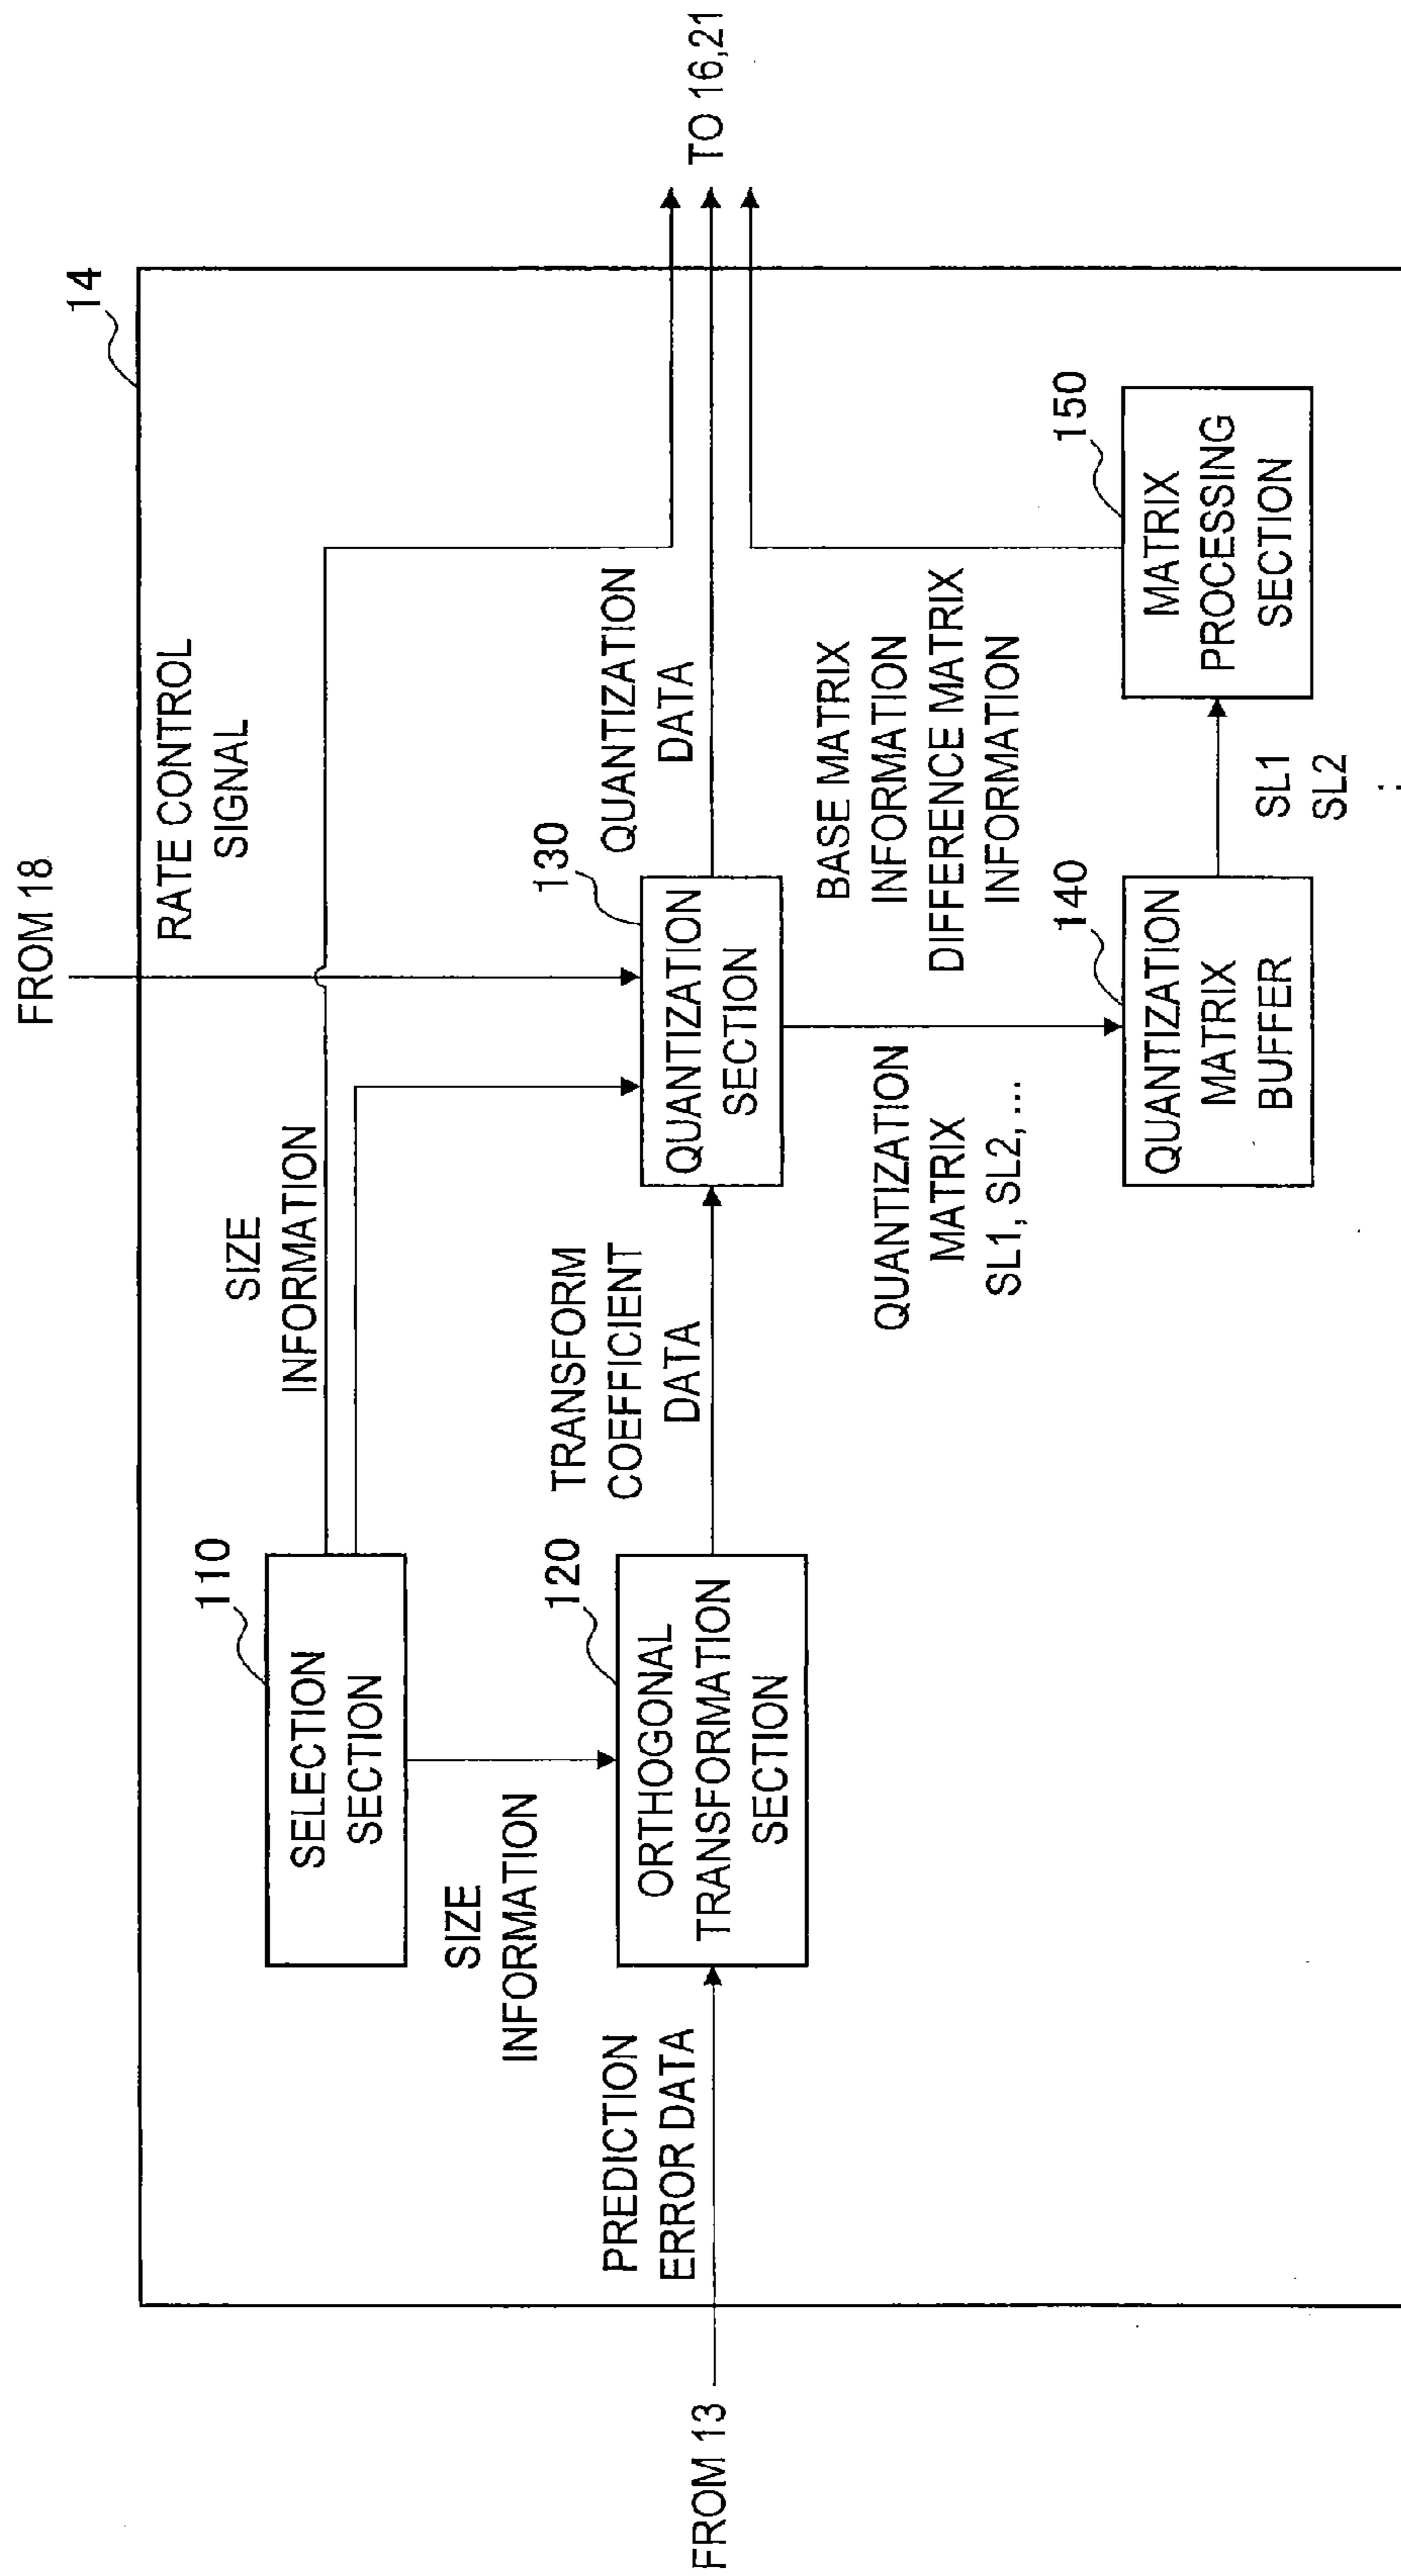 FROM 18
14
RATE CONTROL
SIGNAL
SIZE
INFORMATION
110
SELECTION
SECTION
SIZE
INFORMATION
FROM 13
PREDICTION
ERROR DATA
120
ORTHOGONAL
TRANSFORMATION
SECTION
TRANSFORM
COEFFICIENT
DATA
130
QUANTIZATION
SECTION
QUANTIZATION
DATA
TO 16,21
QUANTIZATION
MATRIX
SL1, SL2, ...
BASE MATRIX
INFORMATION
DIFFERENCE MATRIX
INFORMATION
140
QUANTIZATION
MATRIX
BUFFER
SL1
SL2
:
150
MATRIX
PROCESSING
SECTION